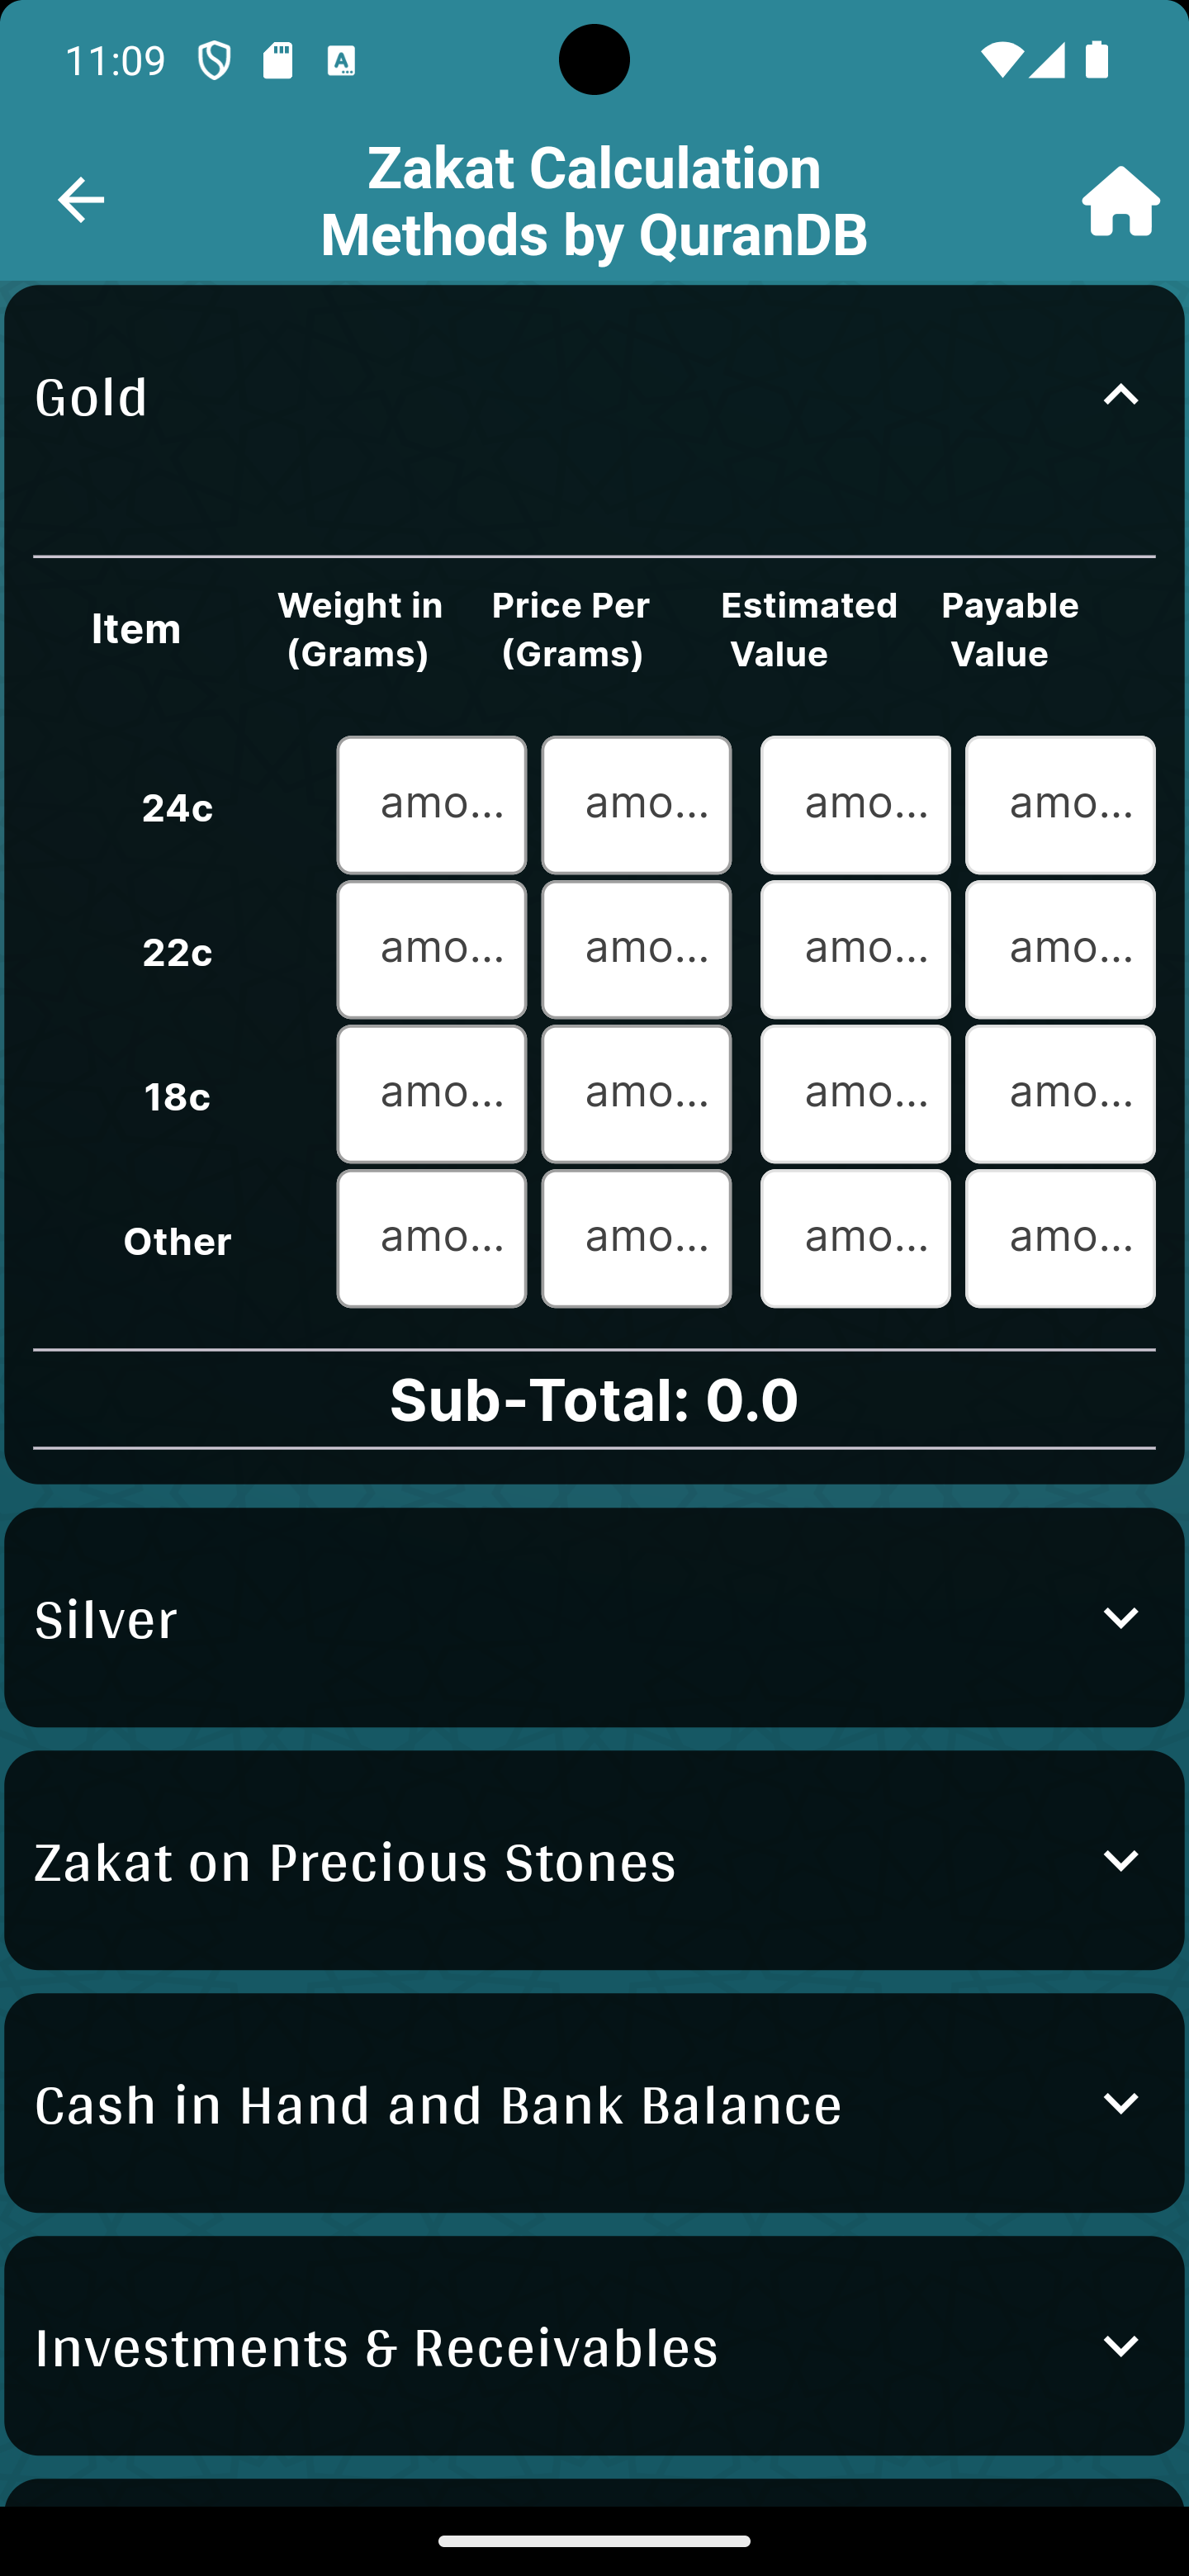 11:09
Zakat Calculation
Methods by QuranDB
Gold
Item
Weight in
(Grams)
Price Per
(Grams)
Estimated
Value
Payable
Value
24c amo... amo... amo... amo...
22c amo... amo... amo... amo...
18c amo... amo... amo... amo...
Other amo... amo... amo... amo...
Sub-Total: 0.0
Silver
Zakat on Precious Stones
Cash in Hand and Bank Balance
Investments & Receivables